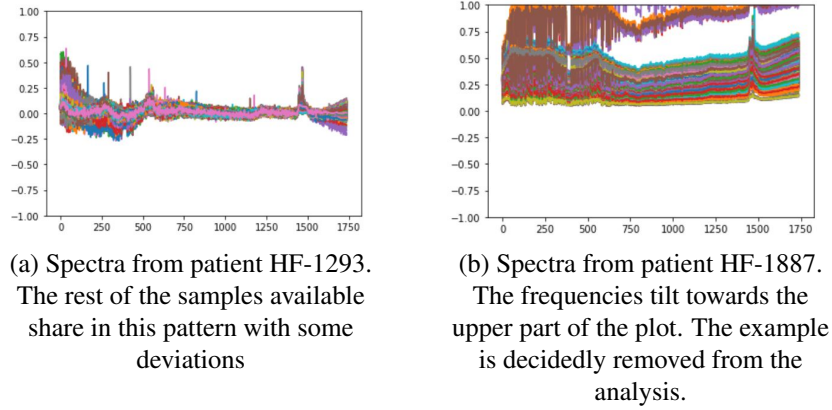 1.00
0.75
0.50
0.25
0.00
−0.25
−0.50
−0.75
−1.00
0 250 500 750 1000 1250 1500 1750
(a) Spectra from patient HF-1293.
The rest of the samples available
share in this pattern with some
deviations
1.00
0.75
0.50
0.25
0.00
−0.25
−0.50
−0.75
−1.00
0 250 500 750 1000 1250 1500 1750
(b) Spectra from patient HF-1887.
The frequencies tilt towards the
upper part of the plot. The example
is decidedly removed from the
analysis.